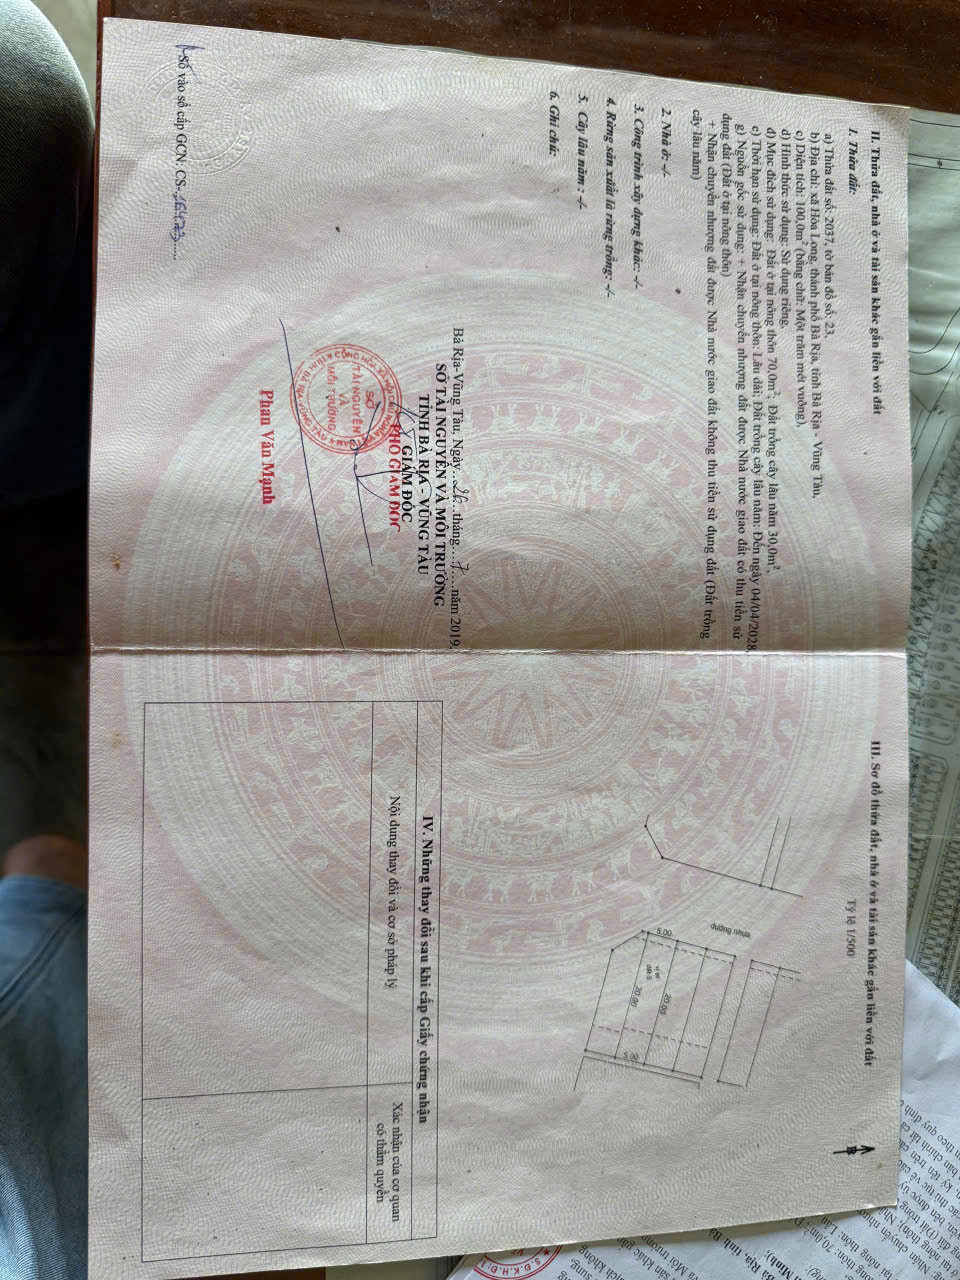 II. Thửa đất, nhà ở và tài sản khác gắn liền với đất
1. Thửa đất:
a) Thửa đất số: 2037, tờ bản đồ số: 23,
b) Địa chỉ: xã Hòa Long, thành phố Bà Rịa, tỉnh Bà Rịa - Vũng Tàu,
c) Diện tích: 100,0m² (bằng chữ: Một trăm mét vuông),
d) Hình thức sử dụng: Sử dụng riêng,
đ) Mục đích sử dụng: Đất ở tại nông thôn 70,0m²; Đất trồng cây lâu năm 30,0m²,
e) Thời hạn sử dụng: Đất ở tại nông thôn: Lâu dài; Đất trồng cây lâu năm: Đến ngày 04/04/2028,
g) Nguồn gốc sử dụng: + Nhận chuyển nhượng đất được Nhà nước giao đất có thu tiền sử
dụng đất (Đất ở tại nông thôn)
+ Nhận chuyển nhượng đất được Nhà nước giao đất không thu tiền sử dụng đất (Đất trồng
cây lâu năm)
2. Nhà ở: -/-
3. Công trình xây dựng khác: -/-
4. Rừng sản xuất là rừng trồng: -/-
5. Cây lâu năm : -/-
6. Ghi chú:
Bà Rịa-Vũng Tàu, Ngày..26..tháng...7....năm 2019
SỞ TÀI NGUYÊN VÀ MÔI TRƯỜNG
TỈNH BÀ RỊA - VŨNG TÀU
GIÁM ĐỐC
PHÓ GIÁM ĐỐC
SỞ
TÀI NGUYÊN
VÀ
MÔI TRƯỜNG
Phan Văn Mạnh
Số vào sổ cấp GCN: CS
III. Sơ đồ thửa đất, nhà ở và tài sản khác gắn liền với đất
Tỷ lệ 1/500
B
đường nhựa
5.00
20.00
20.00
5.00
IV. Những thay đổi sau khi cấp Giấy chứng nhận
Nội dung thay đổi và cơ sở pháp lý
Xác nhận của cơ quan
có thẩm quyền